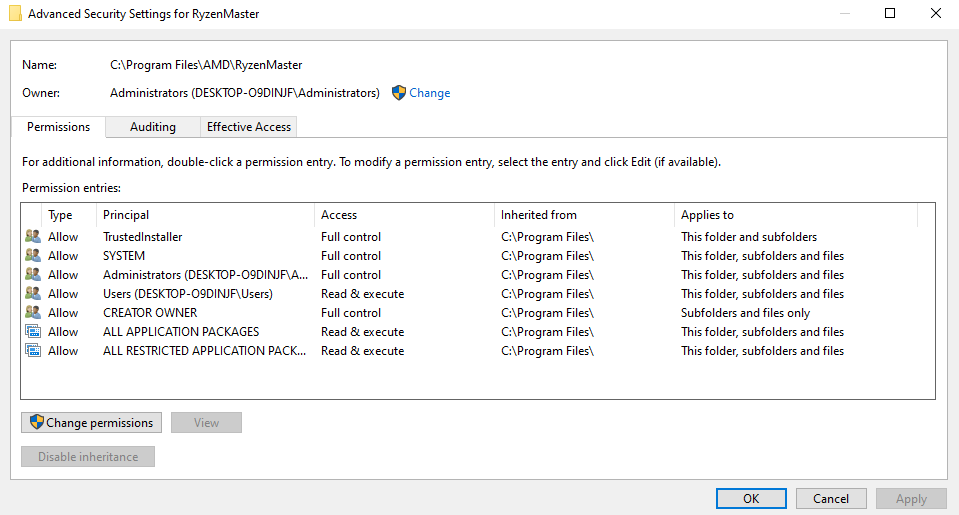 Advanced Security Settings for RyzenMaster
Name: C:\Program Files\AMD\RyzenMaster
Owner: Administrators (DESKTOP-O9DINJF\Administrators) Change
Permissions Auditing Effective Access
For additional information, double-click a permission entry. To modify a permission entry, select the entry and click Edit (if available).
Permission entries:
Type Principal Access Inherited from Applies to
Allow TrustedInstaller Full control C:\Program Files\ This folder and subfolders
Allow SYSTEM Full control C:\Program Files\ This folder, subfolders and files
Allow Administrators (DESKTOP-O9DINJF\A... Full control C:\Program Files\ This folder, subfolders and files
Allow Users (DESKTOP-O9DINJF\Users) Read & execute C:\Program Files\ This folder, subfolders and files
Allow CREATOR OWNER Full control C:\Program Files\ Subfolders and files only
Allow ALL APPLICATION PACKAGES Read & execute C:\Program Files\ This folder, subfolders and files
Allow ALL RESTRICTED APPLICATION PACK... Read & execute C:\Program Files\ This folder, subfolders and files
Change permissions View
Disable inheritance
OK Cancel Apply